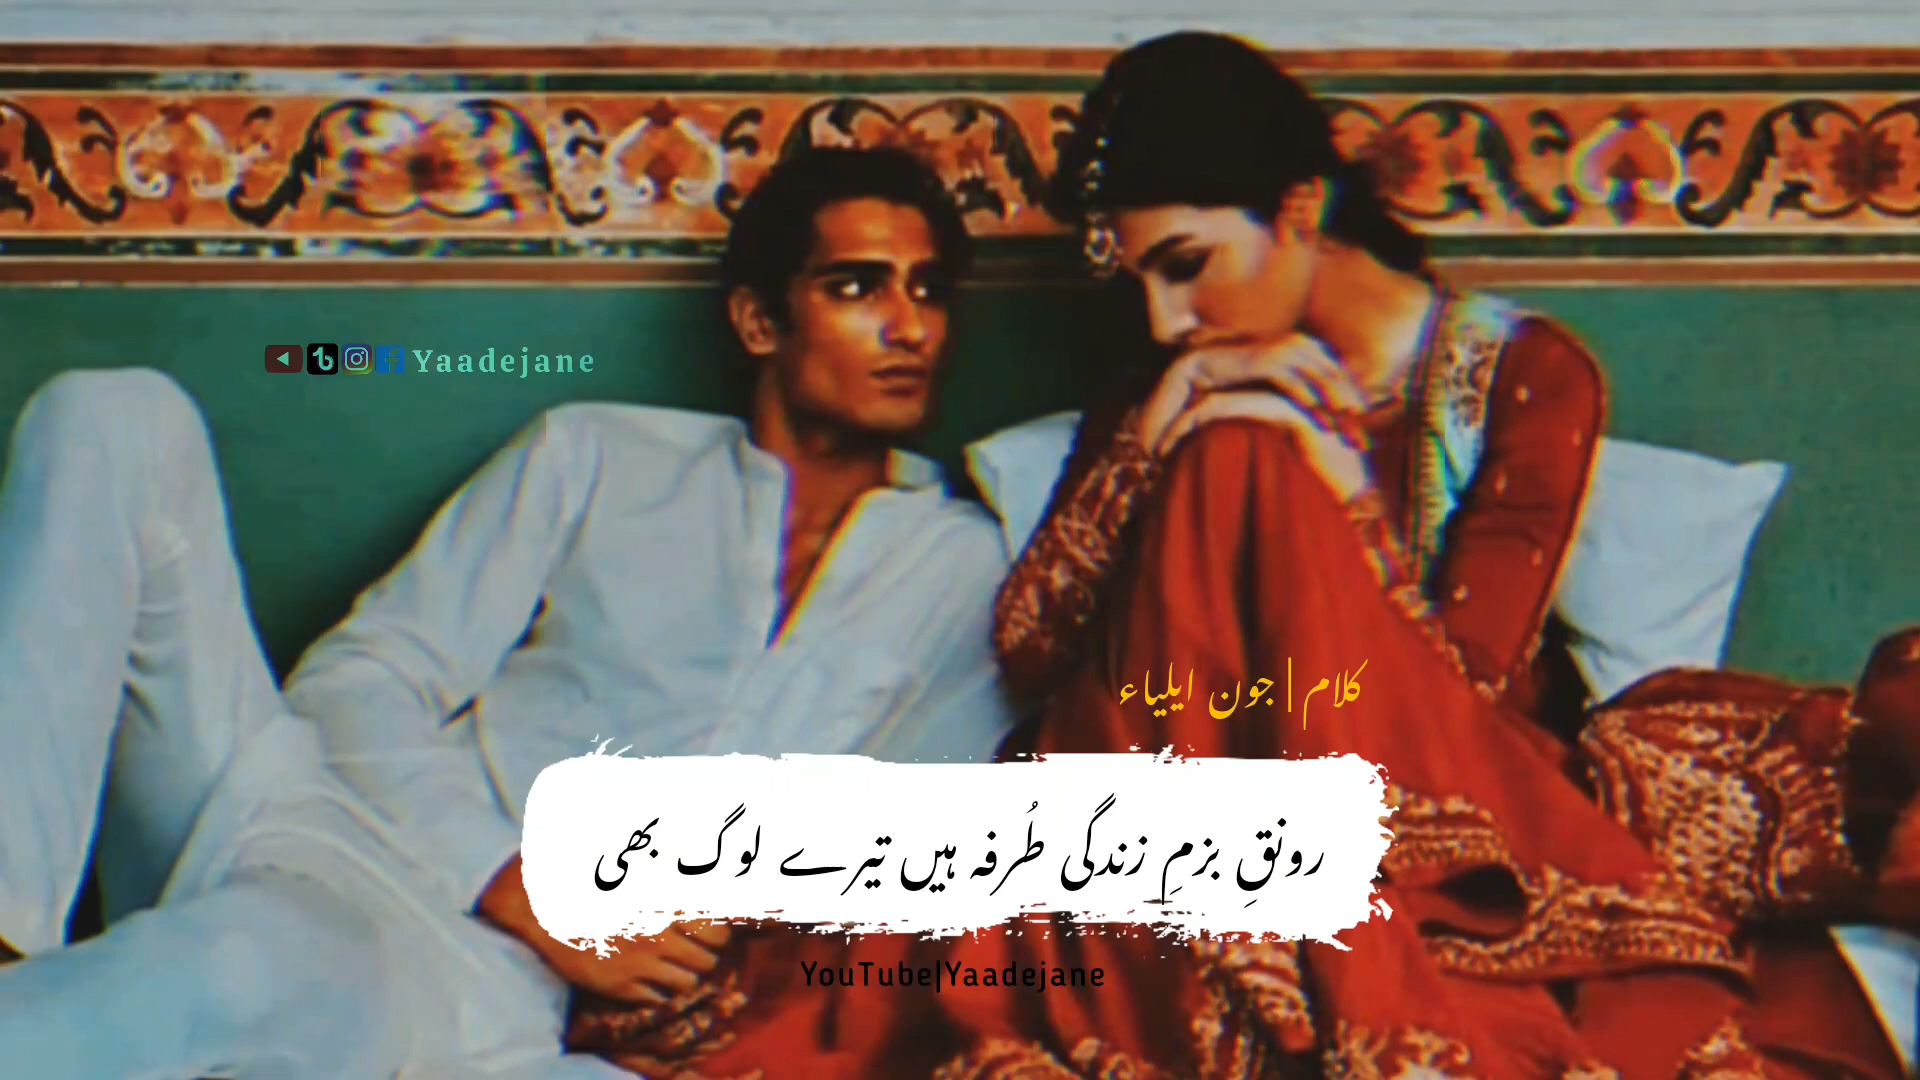 Yaadejane
کلام | جون ایلیاء
رونقِ بزمِ زندگی طُرفہ ہیں تیرے لوگ بھی
YouTube|Yaadejane